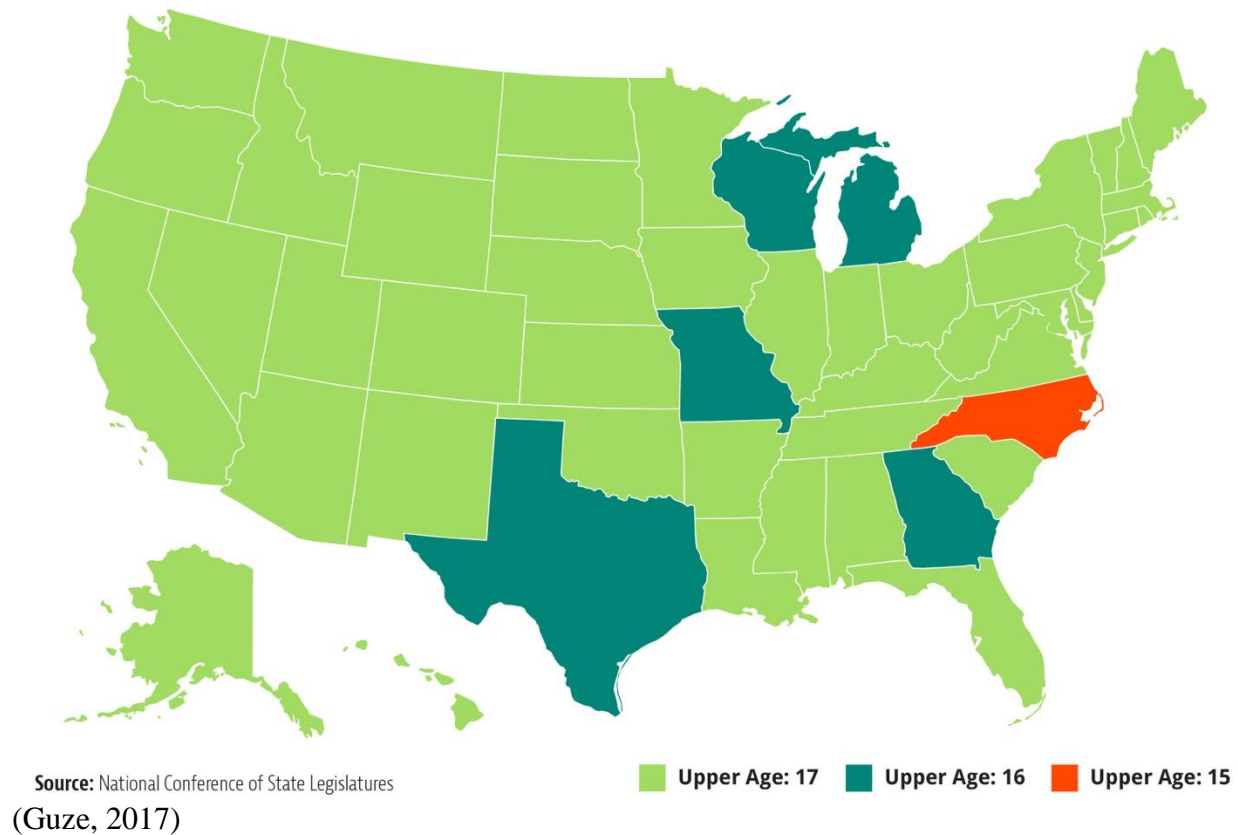 Source: National Conference of State Legislatures
Upper Age: 17
Upper Age: 16
Upper Age: 15
(Guze, 2017)